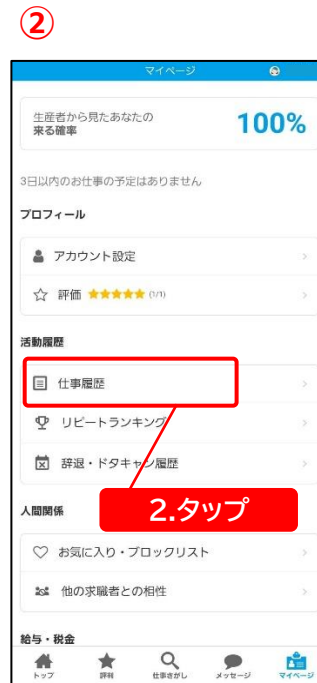 ②
マイページ
生産者から見たあなたの
来る確率
100%
3日以内のお仕事の予定はありません
プロフィール
アカウント設定
評価 ★★★★★ (1/1)
活動履歴
仕事履歴
リピートランキング
辞退・ドタキャン履歴
2.タップ
人間関係
お気に入り・ブロックリスト
他の求職者との相性
給与・税金
トップ
評判
仕事さがし
メッセージ
マイページ